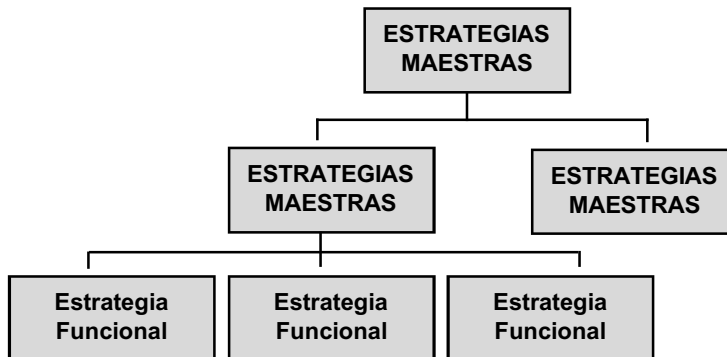 ESTRATEGIAS
MAESTRAS
ESTRATEGIAS
MAESTRAS
ESTRATEGIAS
MAESTRAS
Estrategia
Funcional
Estrategia
Funcional
Estrategia
Funcional